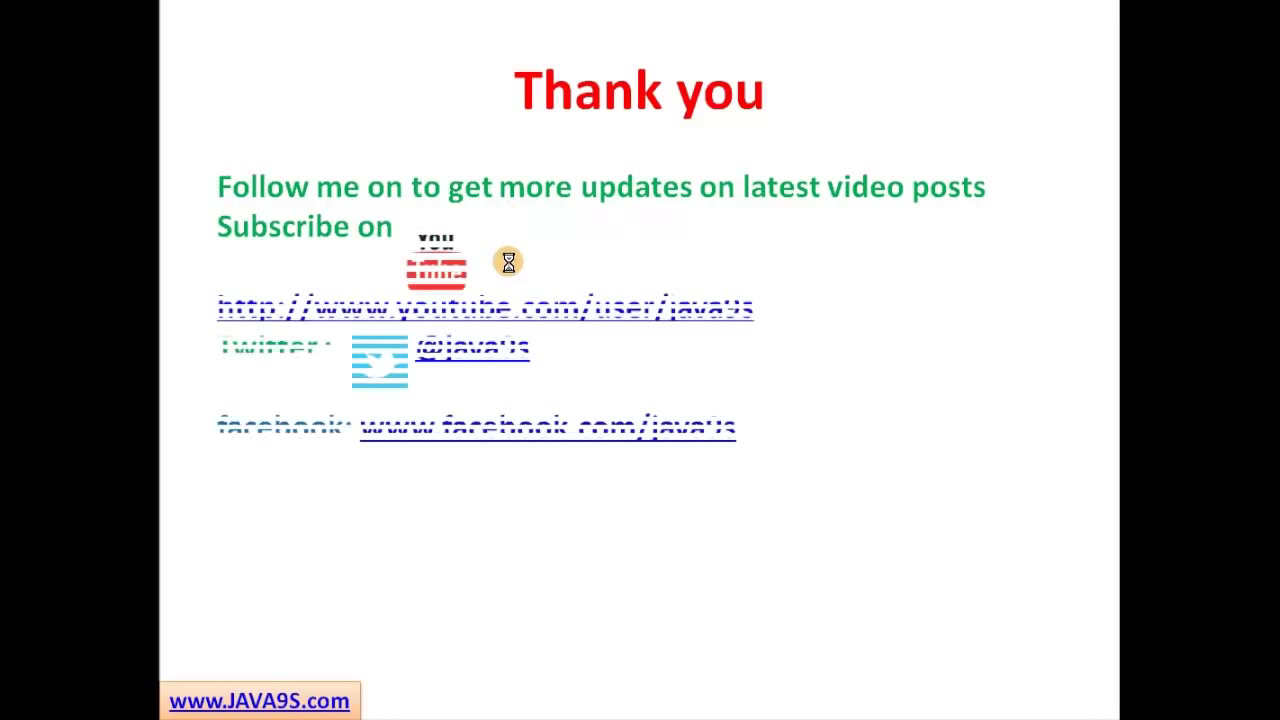 Thank you
Follow me on to get more updates on latest video posts
Subscribe on
You
Tube
http://www.youtube.com/user/java9s
Twitter : @java9s
facebook: www.facebook.com/java9s
www.JAVA9S.com